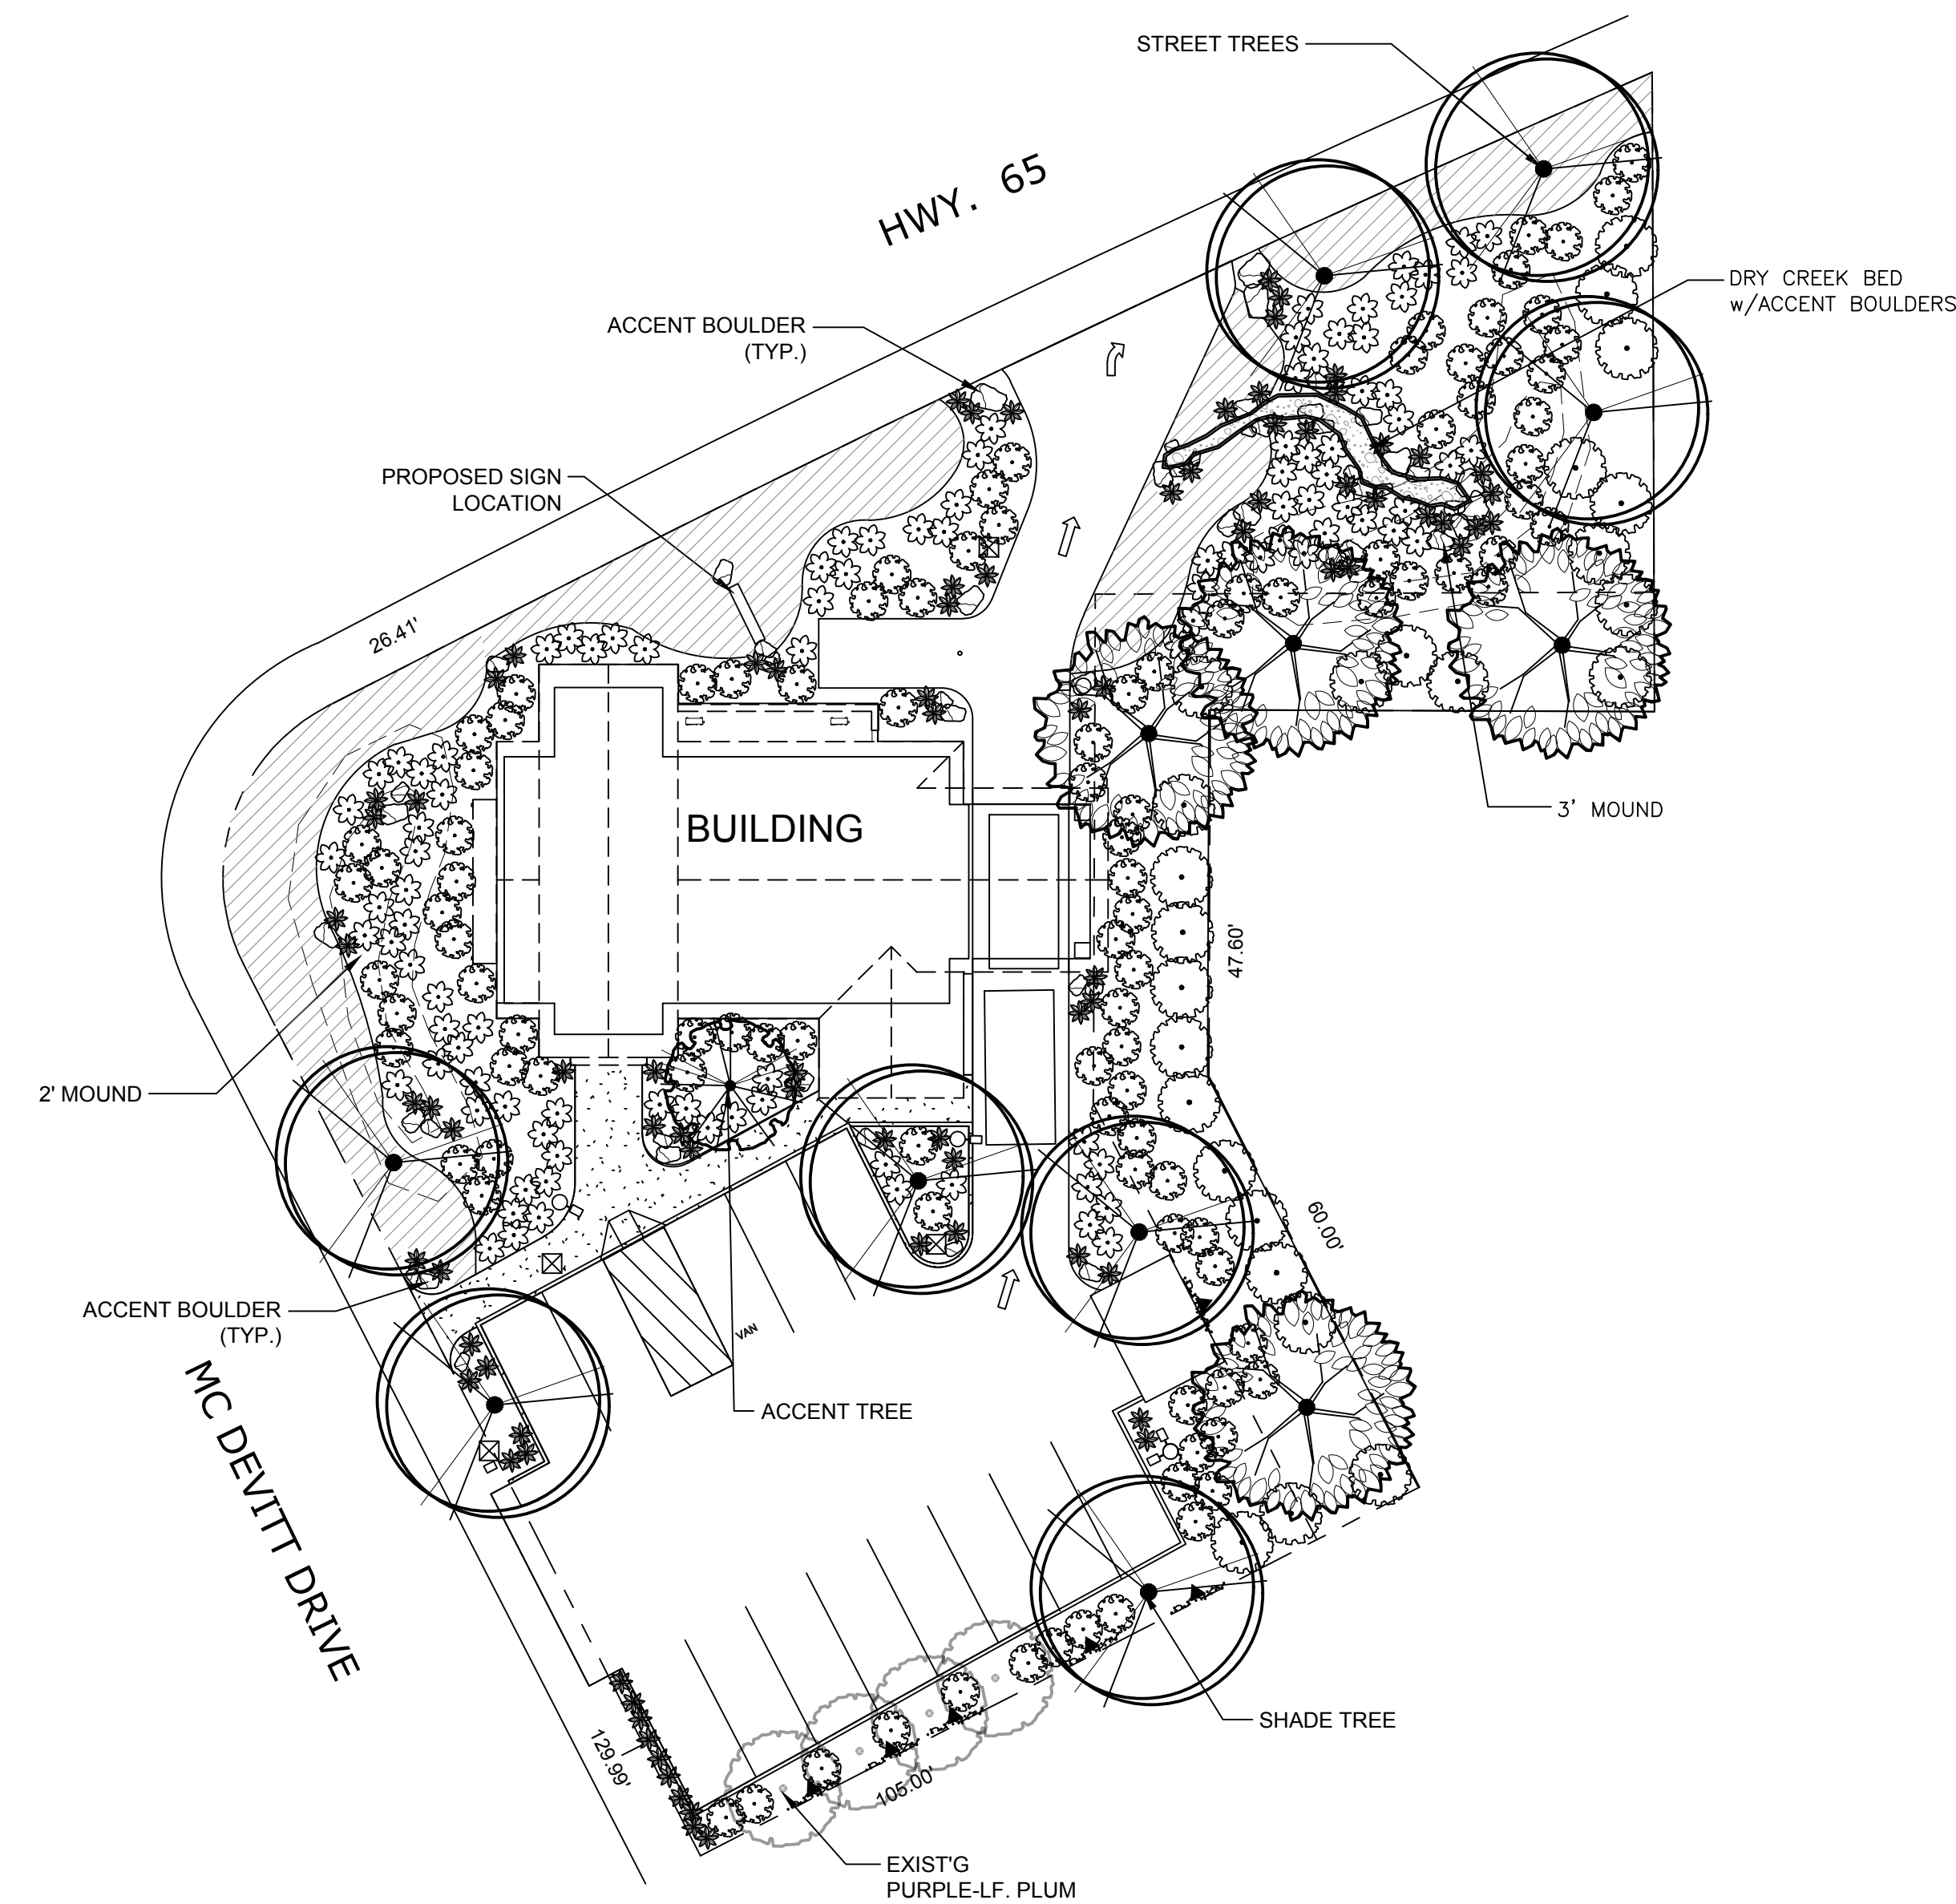 STREET TREES
HWY. 65
DRY CREEK BED
w/ACCENT BOULDERS
ACCENT BOULDER
(TYP.)
PROPOSED SIGN
LOCATION
26.41'
3' MOUND
BUILDING
47.60'
2' MOUND
60.00'
ACCENT BOULDER
(TYP.)
VAN
MC DEVITT DRIVE
ACCENT TREE
SHADE TREE
129.99'
105.00'
EXIST'G
PURPLE-LF. PLUM